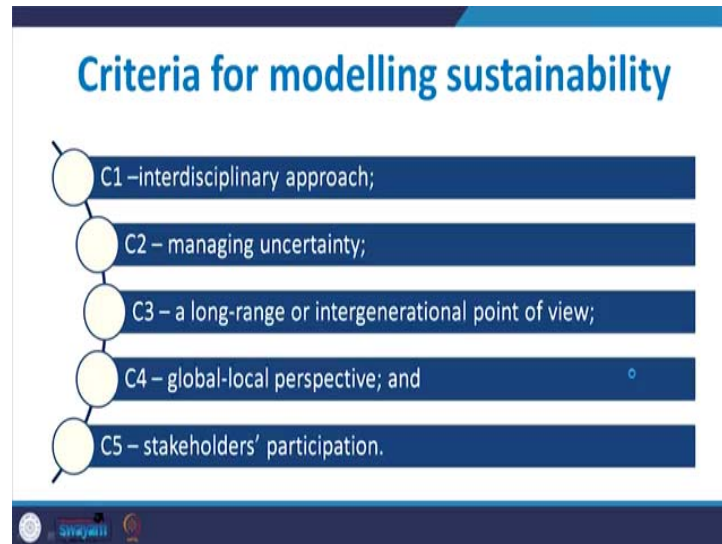 Criteria for modelling sustainability
C1 –interdisciplinary approach;
C2 – managing uncertainty;
C3 – a long-range or intergenerational point of view;
C4 – global-local perspective; and
C5 – stakeholders’ participation.
swayam